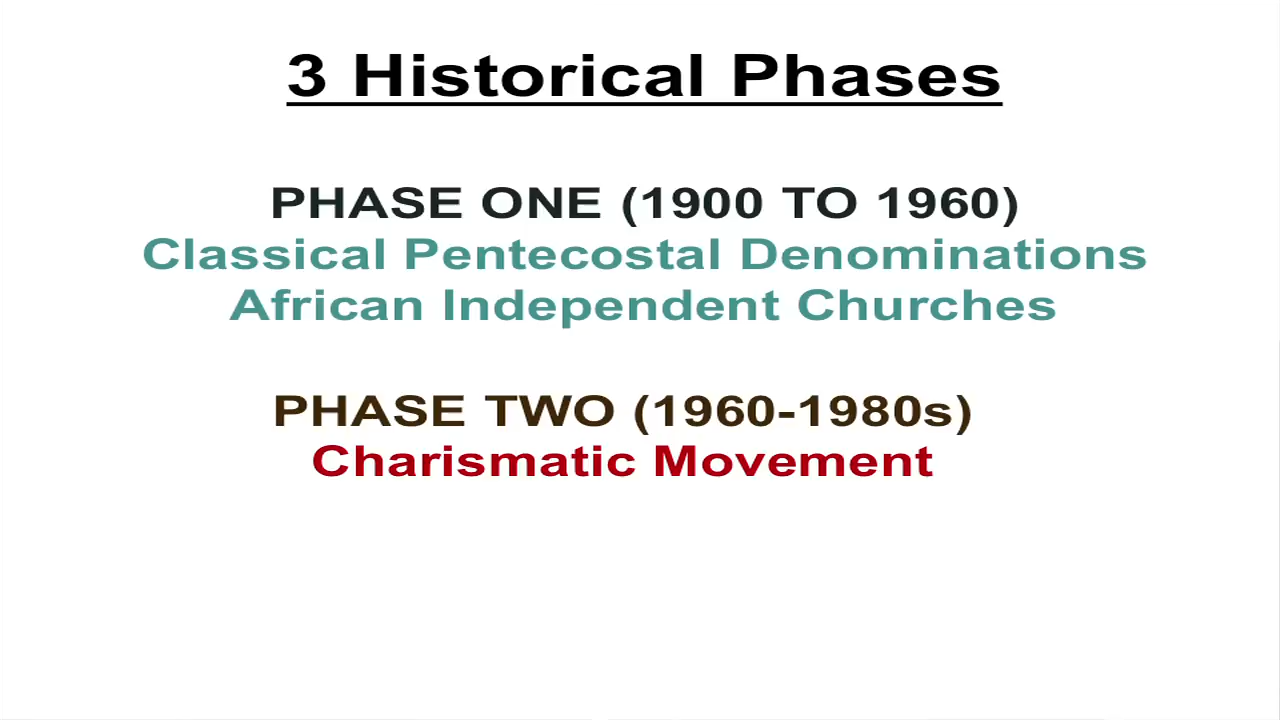 3 Historical Phases
PHASE ONE (1900 TO 1960)
Classical Pentecostal Denominations
African Independent Churches
PHASE TWO (1960-1980s)
Charismatic Movement